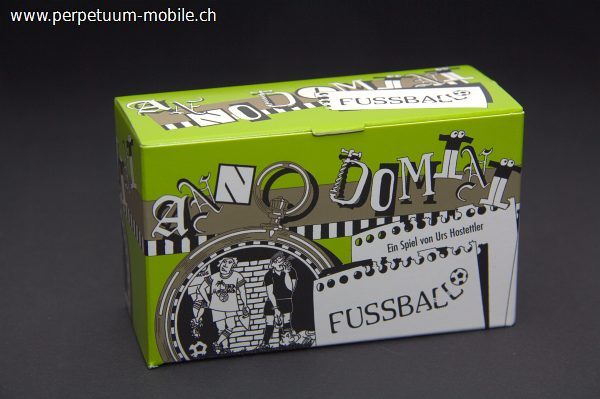 www.perpetuum-mobile.ch
ANNO DOMINI
FUSSBALL
ANNO DOMINI
Ein Spiel von Urs Hostettler
FUSSBALL